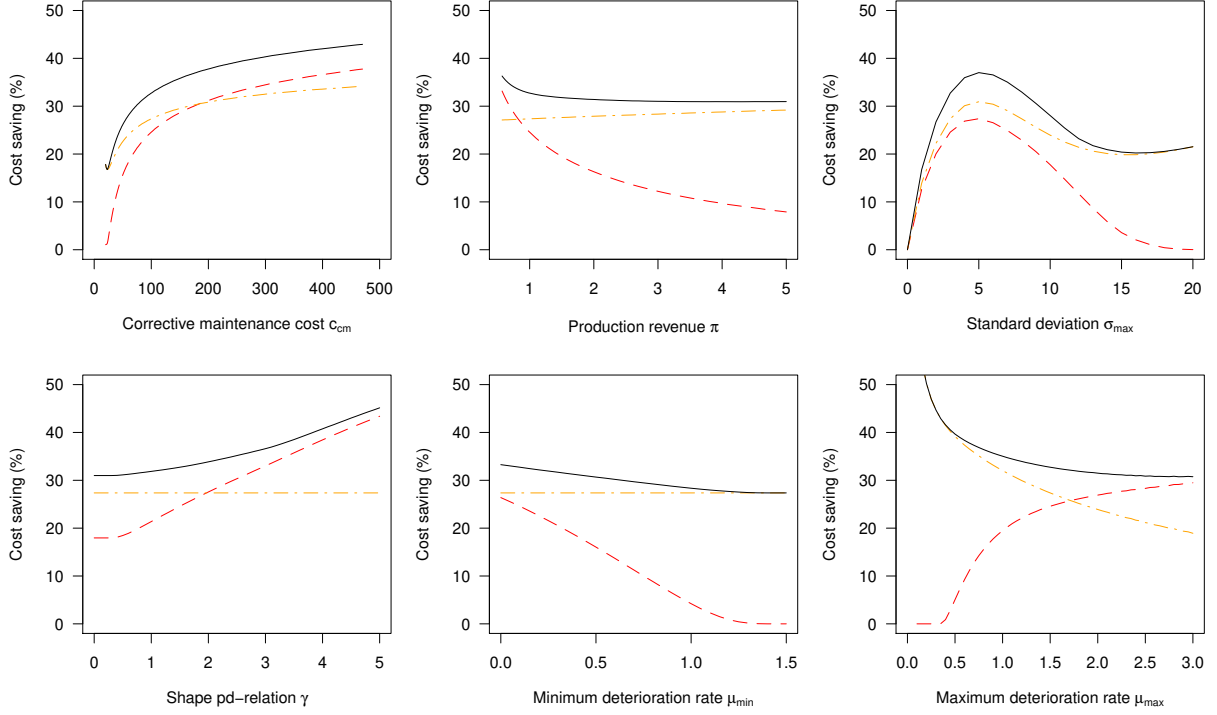 50
40
30
20
10
0
Cost saving (%)
0 100 200 300 400 500
Corrective maintenance cost c_cm
50
40
30
20
10
0
Cost saving (%)
1 2 3 4 5
Production revenue π
50
40
30
20
10
0
Cost saving (%)
0 5 10 15 20
Standard deviation σ_max
50
40
30
20
10
0
Cost saving (%)
0 1 2 3 4 5
Shape pd−relation γ
50
40
30
20
10
0
Cost saving (%)
0.0 0.5 1.0 1.5
Minimum deterioration rate μ_min
50
40
30
20
10
0
Cost saving (%)
0.0 0.5 1.0 1.5 2.0 2.5 3.0
Maximum deterioration rate μ_max